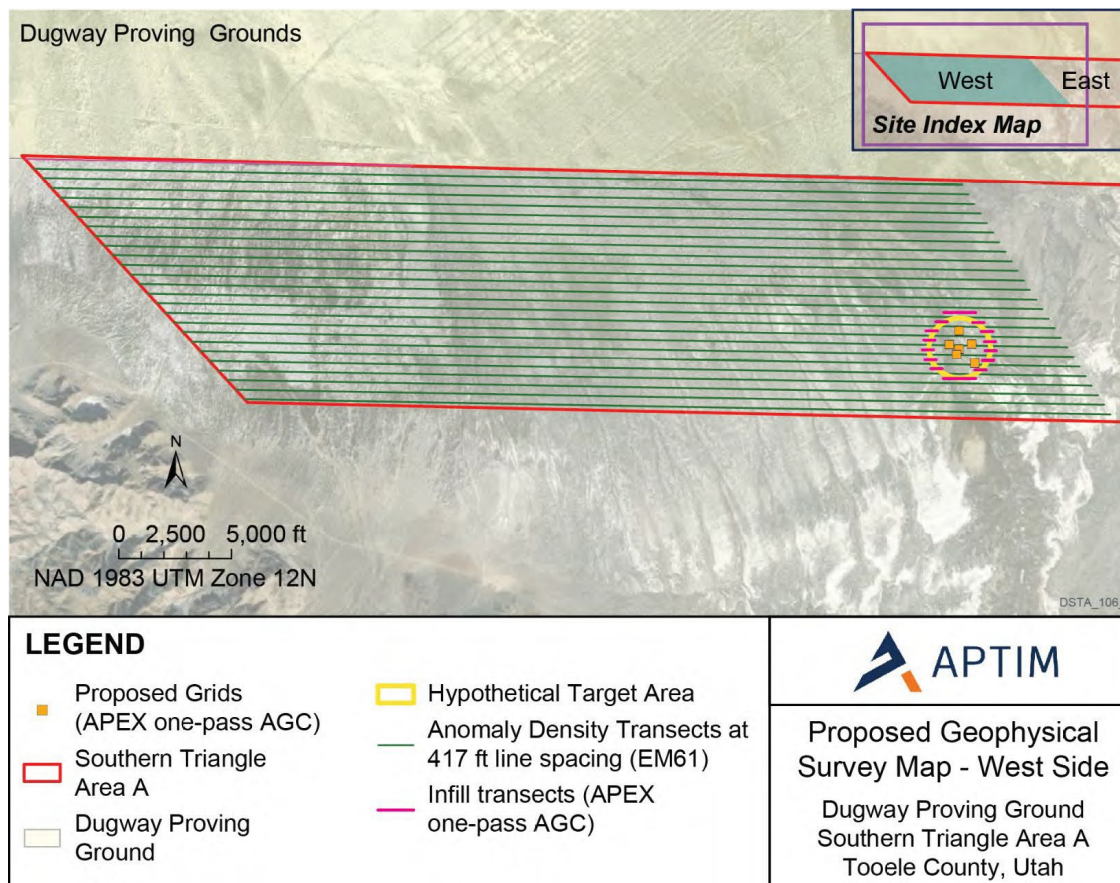 Dugway Proving Grounds
West
East
Site Index Map
N
0 2,500 5,000 ft
NAD 1983 UTM Zone 12N
DSTA_106
LEGEND
Proposed Grids
(APEX one-pass AGC)
Southern Triangle
Area A
Dugway Proving
Ground
Hypothetical Target Area
Anomaly Density Transects at
417 ft line spacing (EM61)
Infill transects (APEX
one-pass AGC)
APTIM
Proposed Geophysical
Survey Map - West Side
Dugway Proving Ground
Southern Triangle Area A
Tooele County, Utah